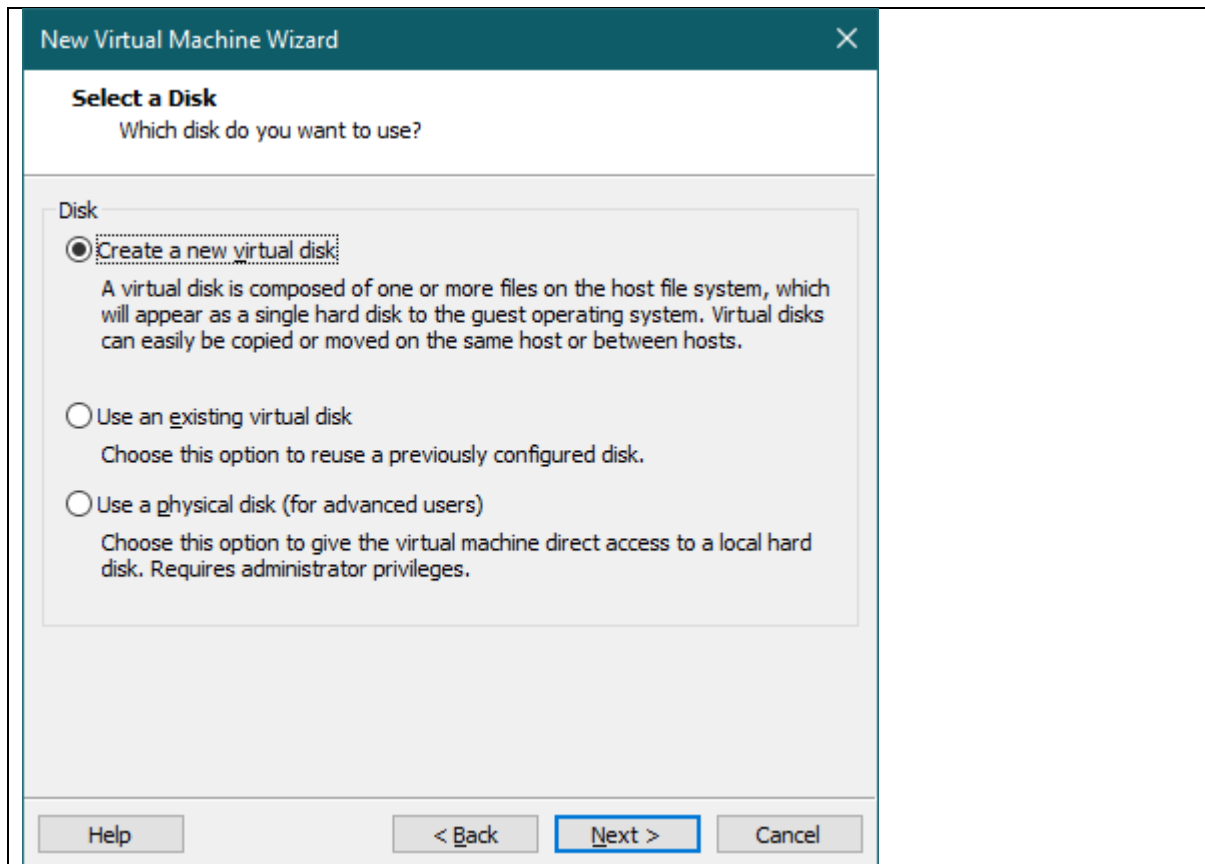 New Virtual Machine Wizard
Select a Disk
Which disk do you want to use?
Disk
Create a new virtual disk
A virtual disk is composed of one or more files on the host file system, which
will appear as a single hard disk to the guest operating system. Virtual disks
can easily be copied or moved on the same host or between hosts.
Use an existing virtual disk
Choose this option to reuse a previously configured disk.
Use a physical disk (for advanced users)
Choose this option to give the virtual machine direct access to a local hard
disk. Requires administrator privileges.
Help < Back Next > Cancel